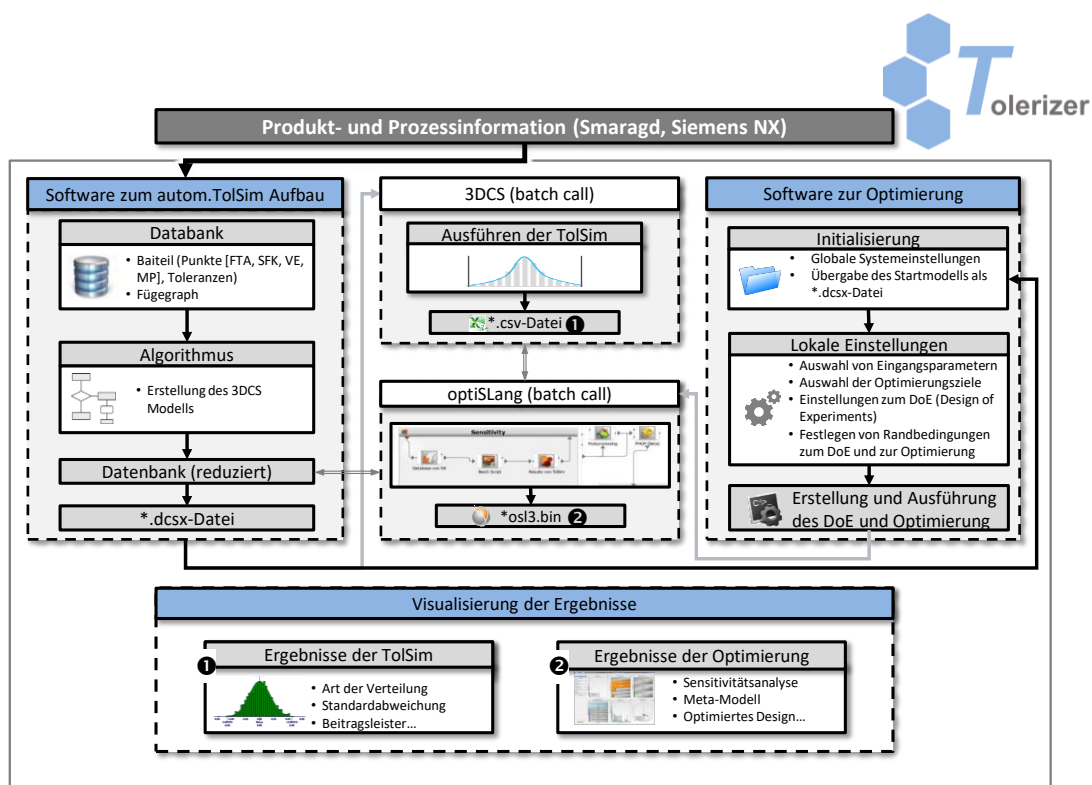 Tolerizer
Produkt- und Prozessinformation (Smaragd, Siemens NX)
Software zum autom.TolSim Aufbau
Databank
• Baiteil (Punkte [FTA, SFK, VE,
MP], Toleranzen)
• Fügegraph
Algorithmus
• Erstellung des 3DCS
Modells
Datenbank (reduziert)
*.dcsx-Datei
3DCS (batch call)
Ausführen der TolSim
*.csv-Datei ❶
optiSLang (batch call)
Sensitivity
*osl3.bin ❷
Software zur Optimierung
Initialisierung
• Globale Systemeinstellungen
• Übergabe des Startmodells als
*.dcsx-Datei
Lokale Einstellungen
• Auswahl von Eingangsparametern
• Auswahl der Optimierungsziele
• Einstellungen zum DoE (Design of
Experiments)
• Festlegen von Randbedingungen
zum DoE und zur Optimierung
Erstellung und Ausführung
des DoE und Optimierung
Visualisierung der Ergebnisse
❶
Ergebnisse der TolSim
• Art der Verteilung
• Standardabweichung
• Beitragsleister…
❷
Ergebnisse der Optimierung
• Sensitivitätsanalyse
• Meta-Modell
• Optimiertes Design…